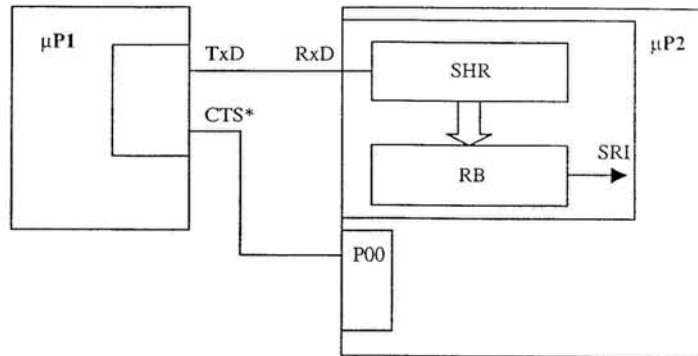 μP1
TxD
RxD
SHR
μP2
CTS*
SRI
RB
P00